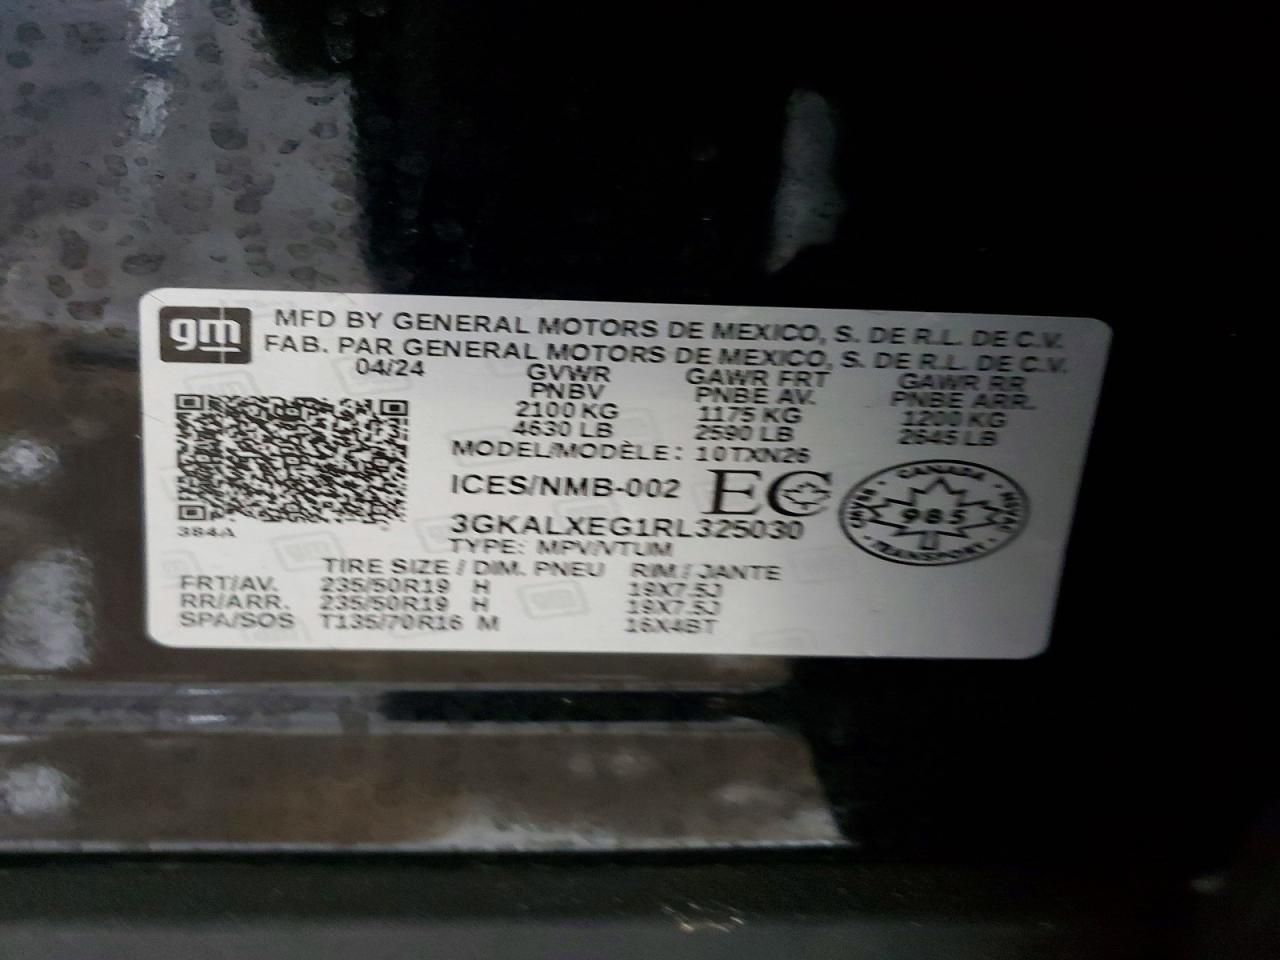 gm
MFD BY GENERAL MOTORS DE MEXICO, S. DE R.L. DE C.V.
FAB. PAR GENERAL MOTORS DE MEXICO, S. DE R.L. DE C.V.
04/24 GVWR GAWR FRT GAWR RR
PNBV PNBE AV. PNBE ARR.
2100 KG 1175 KG 1200 KG
4630 LB 2590 LB 2645 LB
MODEL/MODÈLE: 10TXN26
ICES/NMB-002 EC
CANADA
985
TRANSPORT
384A
3GKALXEG1RL325030
TYPE: MPV/VTUM
TIRE SIZE / DIM. PNEU RIM / JANTE
FRT/AV. 235/50R19 H 19X7.5J
RR/ARR. 235/50R19 H 19X7.5J
SPA/SOS T135/70R16 M 16X4BT